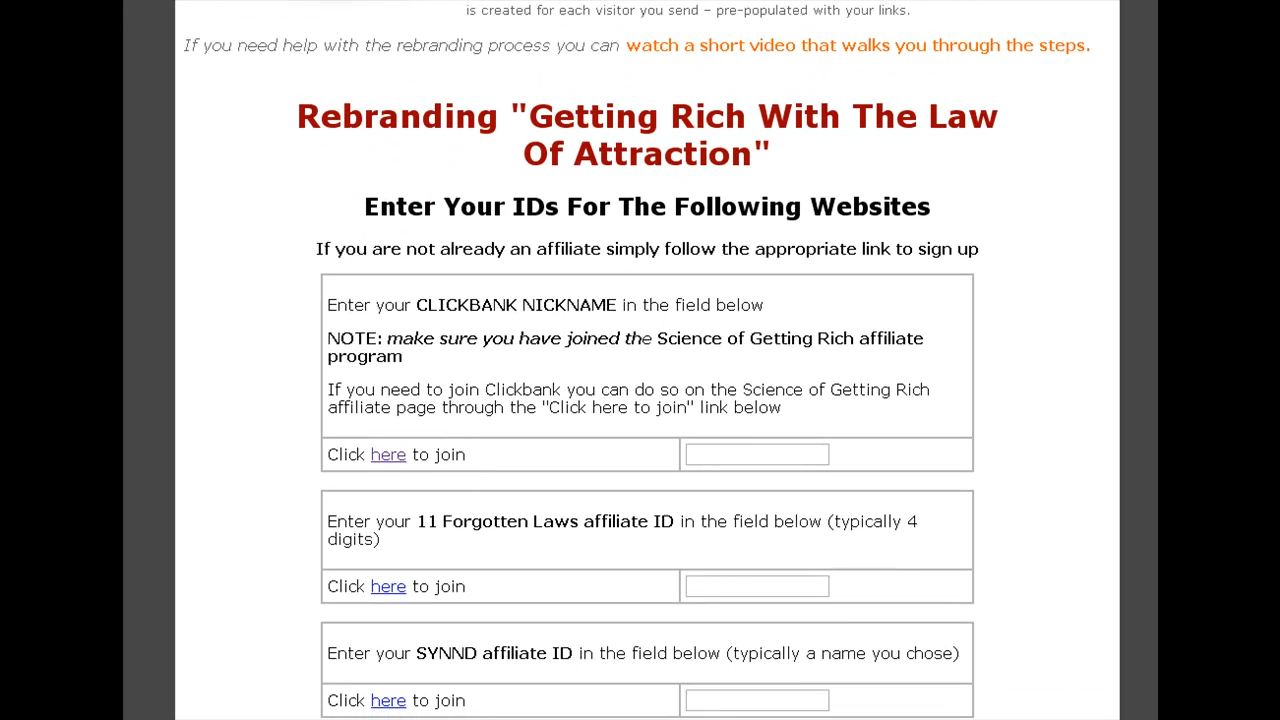 is created for each visitor you send – pre-populated with your links.
If you need help with the rebranding process you can watch a short video that walks you through the steps.
Rebranding "Getting Rich With The Law
Of Attraction"
Enter Your IDs For The Following Websites
If you are not already an affiliate simply follow the appropriate link to sign up
Enter your CLICKBANK NICKNAME in the field below
NOTE: make sure you have joined the Science of Getting Rich affiliate
program
If you need to join Clickbank you can do so on the Science of Getting Rich
affiliate page through the "Click here to join" link below
Click here to join
Enter your 11 Forgotten Laws affiliate ID in the field below (typically 4
digits)
Click here to join
Enter your SYNND affiliate ID in the field below (typically a name you chose)
Click here to join